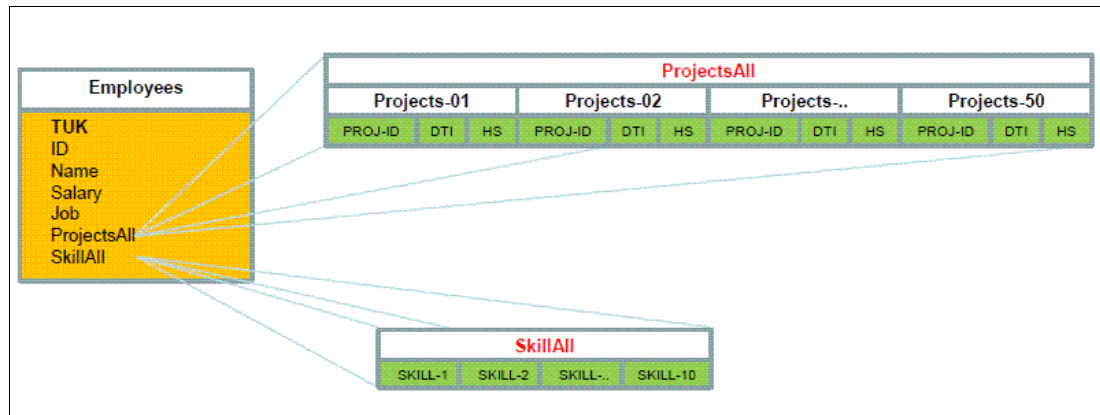 Employees
TUK
ID
Name
Salary
Job
ProjectsAll
SkillAll
ProjectsAll
Projects-01 Projects-02 Projects-.. Projects-50
PROJ-ID DTI HS PROJ-ID DTI HS PROJ-ID DTI HS PROJ-ID DTI HS
SkillAll
SKILL-1 SKILL-2 SKILL-.. SKILL-10